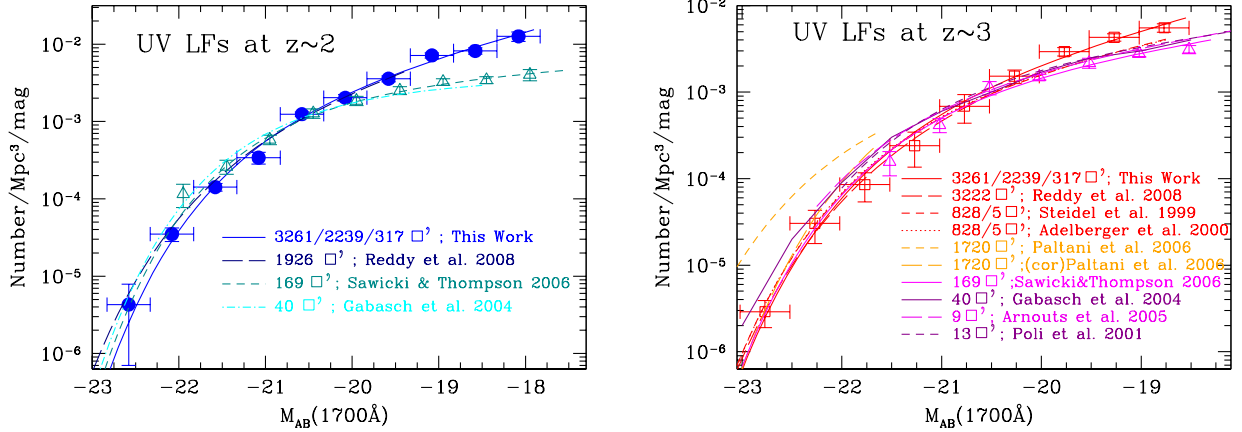 UV LFs at z~2
Number/Mpc³/mag
10⁻²
10⁻³
10⁻⁴
10⁻⁵
10⁻⁶
3261/2239/317 □' ; This Work
1926 □' ; Reddy et al. 2008
169 □' ; Sawicki & Thompson 2006
40 □' ; Gabasch et al. 2004
-23 -22 -21 -20 -19 -18 -17
M_AB(1700Å)
UV LFs at z~3
Number/Mpc³/mag
10⁻²
10⁻³
10⁻⁴
10⁻⁵
10⁻⁶
3261/2239/317 □'; This Work
3222 □'; Reddy et al. 2008
828/5 □'; Steidel et al. 1999
828/5 □'; Adelberger et al. 2000
1720 □'; Paltani et al. 2006
1720 □';(cor)Paltani et al. 2006
169 □';Sawicki&Thompson 2006
40 □'; Gabasch et al. 2004
9 □'; Arnouts et al. 2005
13 □'; Poli et al. 2001
-23 -22 -21 -20 -19
M_AB(1700Å)